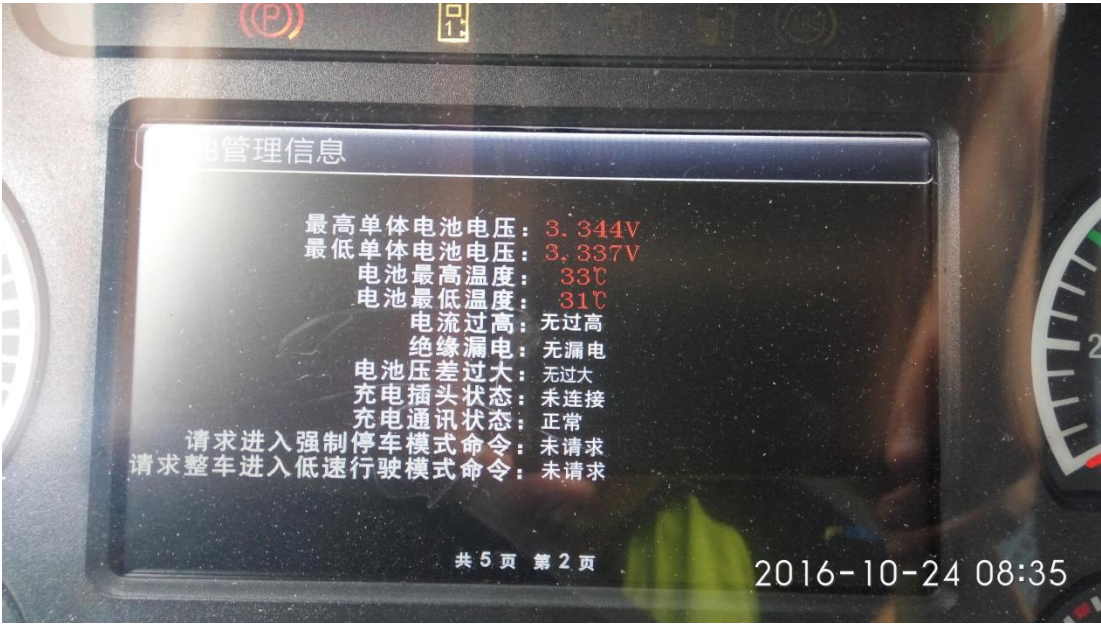 P
1
池管理信息
最高单体电池电压：3.344V
最低单体电池电压：3.337V
电池最高温度：33℃
电池最低温度：31℃
电流过高：无过高
绝缘漏电：无漏电
电池压差过大：无过大
充电插头状态：未连接
充电通讯状态：正常
请求进入强制停车模式命令：未请求
请求整车进入低速行驶模式命令：未请求
共5页 第2页
2016-10-24 08:35
2